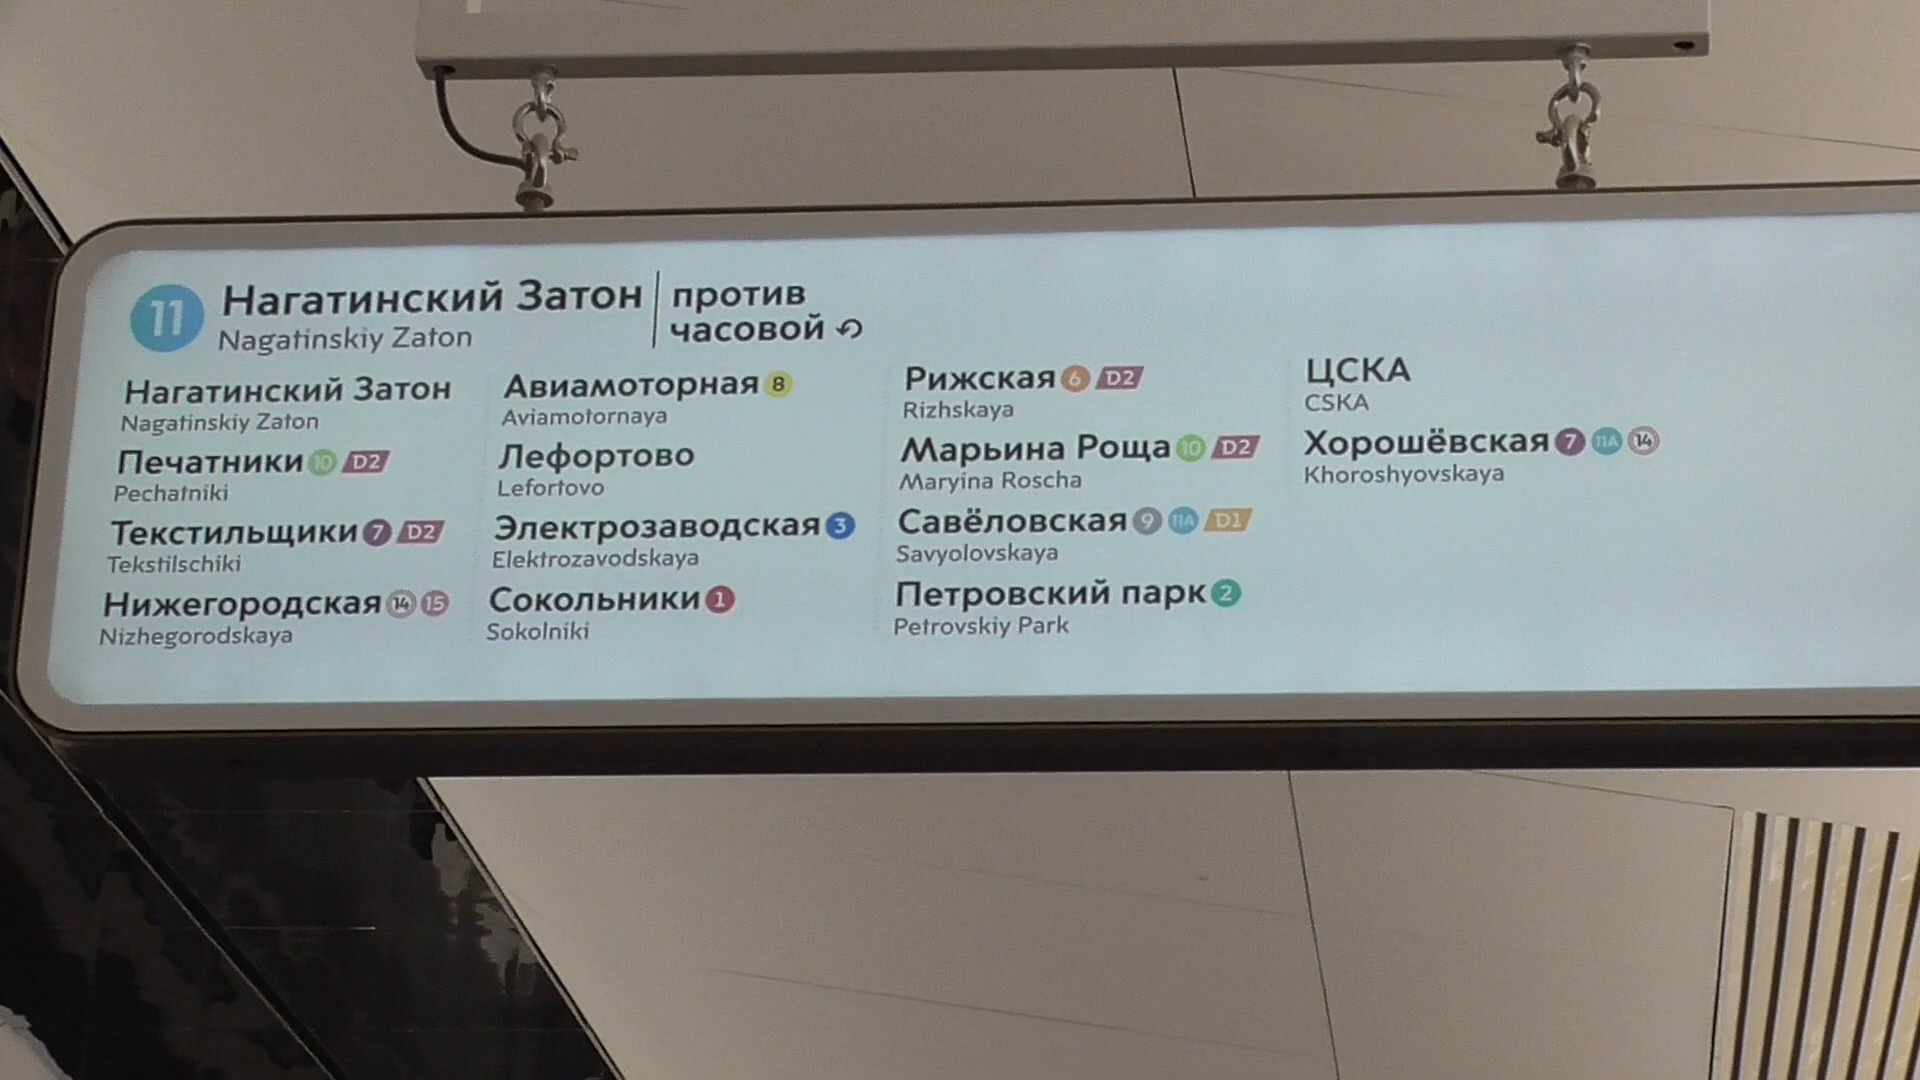 11 Нагатинский Затон
Nagatinskiy Zaton
против
часовой
Нагатинский Затон
Nagatinskiy Zaton
Печатники 10 D2
Pechatniki
Текстильщики 7 D2
Tekstilschiki
Нижегородская 14 15
Nizhegorodskaya
Авиамоторная 8
Aviamotornaya
Лефортово
Lefortovo
Электрозаводская 3
Elektrozavodskaya
Сокольники 1
Sokolniki
Рижская 6 D2
Rizhskaya
Марьина Роща 10 D2
Maryina Roscha
Савёловская 9 11A D1
Savyolovskaya
Петровский парк 2
Petrovskiy Park
ЦСКА
CSKA
Хорошёвская 7 11A 14
Khoroshyovskaya